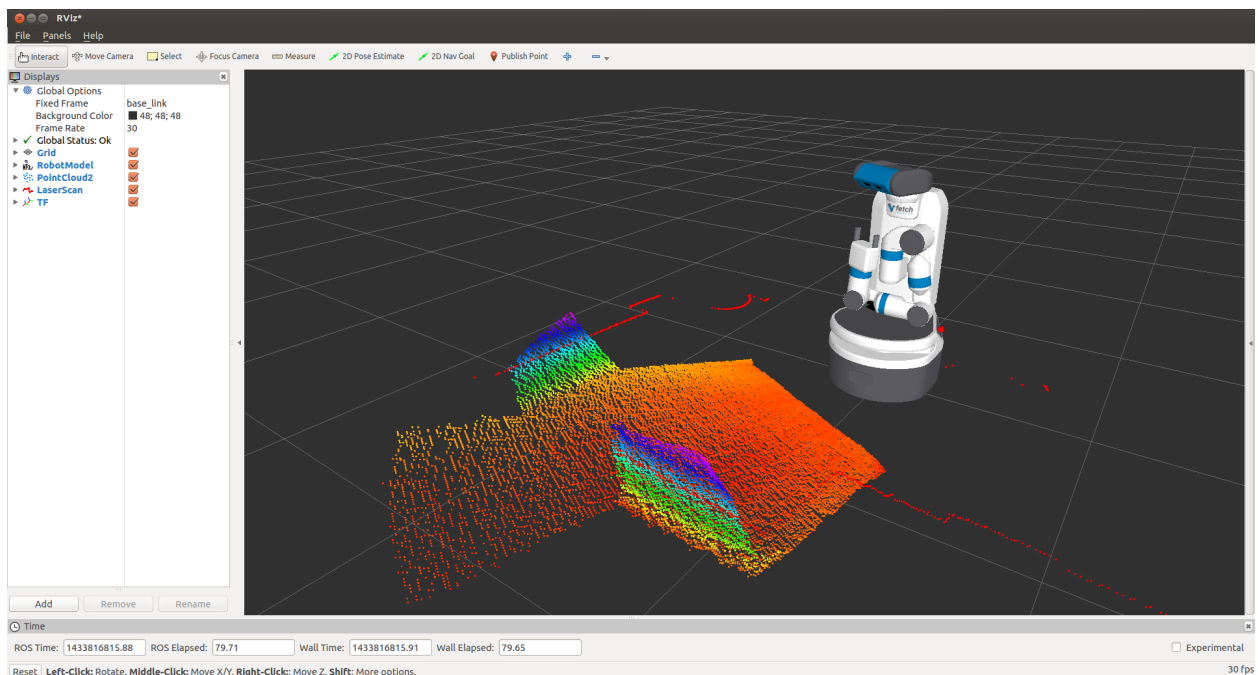 RViz*
File Panels Help
Interact Move Camera Select Focus Camera Measure 2D Pose Estimate 2D Nav Goal Publish Point
Displays
Global Options
Fixed Frame base_link
Background Color 48; 48; 48
Frame Rate 30
Global Status: Ok
Grid
RobotModel
PointCloud2
LaserScan
TF
fetch
Add Remove Rename
Time
ROS Time: 1433816815.88 ROS Elapsed: 79.71 Wall Time: 1433816815.91 Wall Elapsed: 79.65 Experimental
Reset Left-Click: Rotate. Middle-Click: Move X/Y. Right-Click:: Move Z. Shift: More options. 30 fps